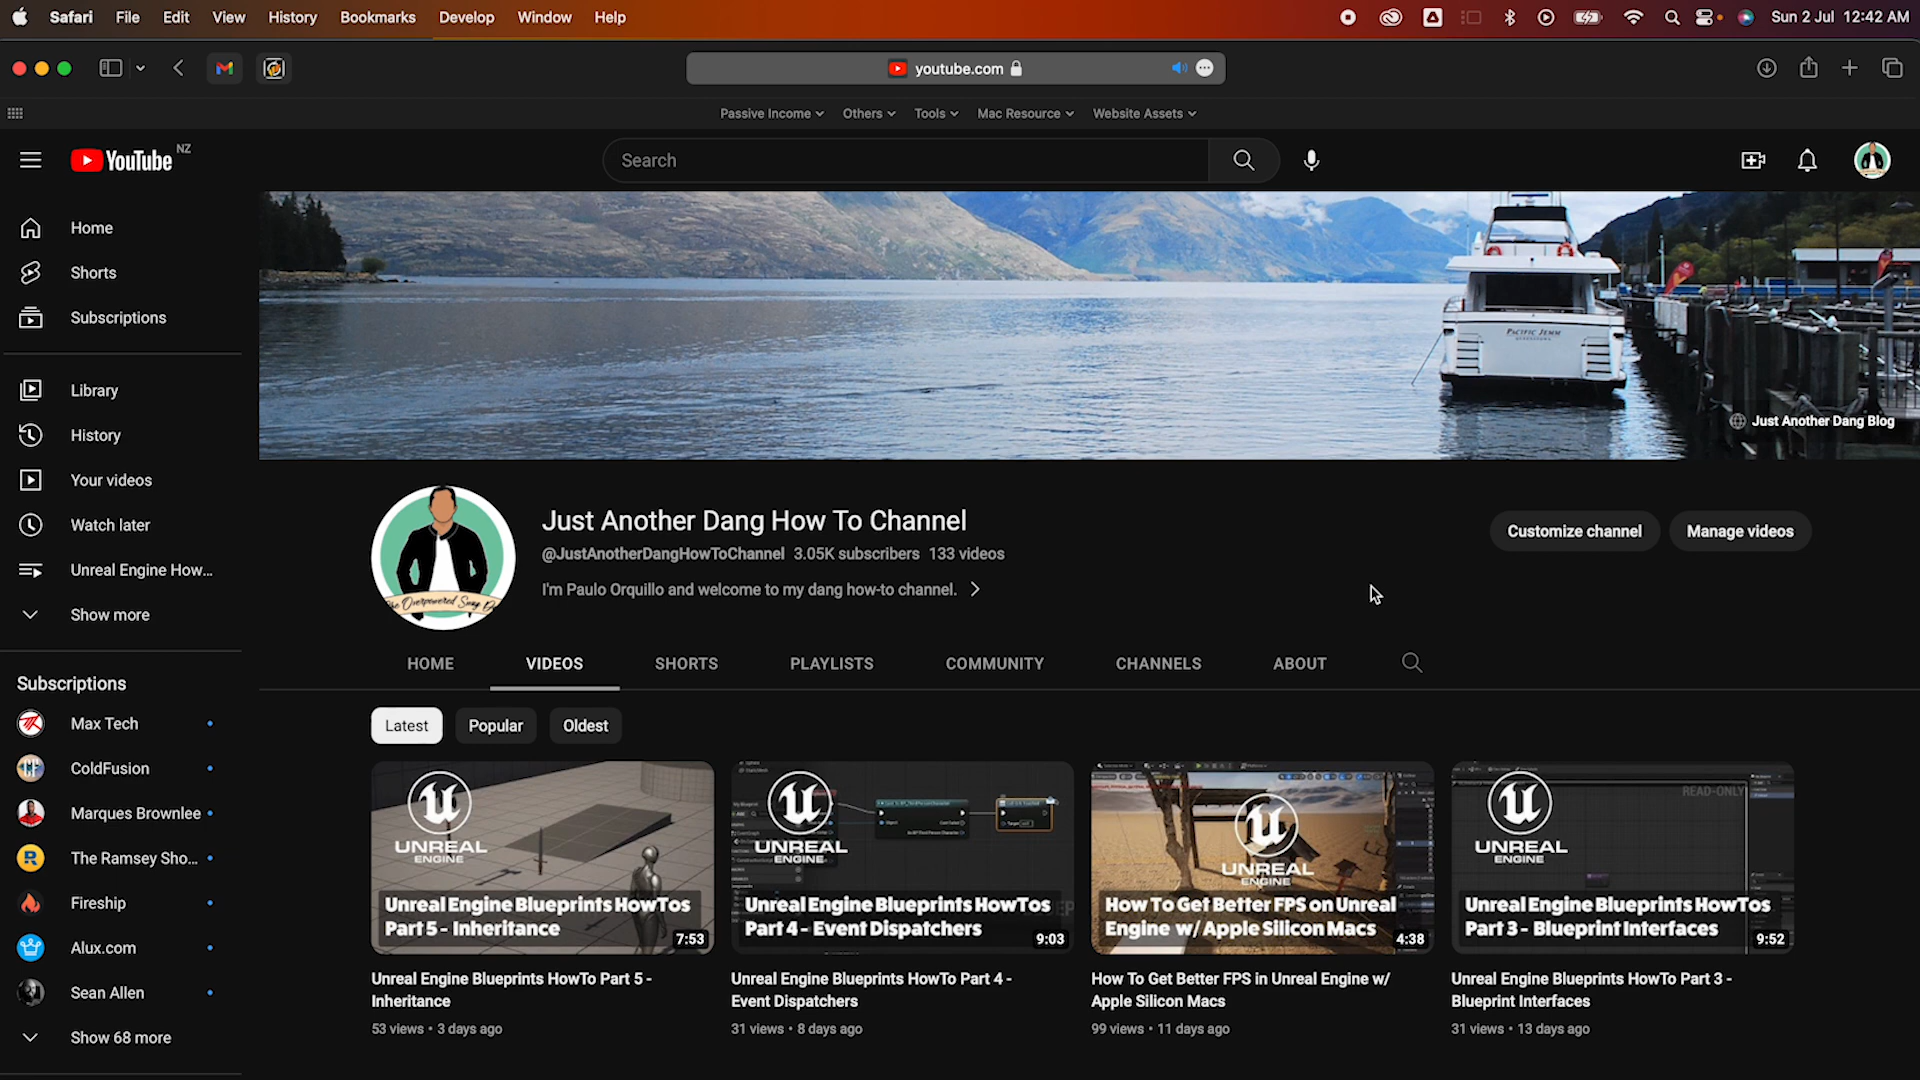 Safari File Edit View History Bookmarks Develop Window Help Sun 2 Jul 12:42 AM
youtube.com
Passive Income Others Tools Mac Resource Website Assets
YouTube NZ
Search
Home
Shorts
Subscriptions
Library
History
Your videos
Watch later
Unreal Engine How...
Show more
Subscriptions
Max Tech
ColdFusion
Marques Brownlee
The Ramsey Sho...
Fireship
Alux.com
Sean Allen
Show 68 more
PACIFIC JEMM
Just Another Dang Blog
Just Another Dang How To Channel
@JustAnotherDangHowToChannel 3.05K subscribers 133 videos
I'm Paulo Orquillo and welcome to my dang how-to channel.
Customize channel Manage videos
HOME VIDEOS SHORTS PLAYLISTS COMMUNITY CHANNELS ABOUT
Latest Popular Oldest
UNREAL
ENGINE
Unreal Engine Blueprints HowTos
Part 5 - Inheritance
7:53
Unreal Engine Blueprints HowTo Part 5 -
Inheritance
53 views • 3 days ago
UNREAL
ENGINE
Unreal Engine Blueprints HowTos
Part 4 - Event Dispatchers
9:03
Unreal Engine Blueprints HowTo Part 4 -
Event Dispatchers
31 views • 8 days ago
UNREAL
ENGINE
How To Get Better FPS on Unreal
Engine w/ Apple Silicon Macs
4:38
How To Get Better FPS in Unreal Engine w/
Apple Silicon Macs
99 views • 11 days ago
READ-ONLY
UNREAL
ENGINE
Unreal Engine Blueprints HowTos
Part 3 - Blueprint Interfaces
9:52
Unreal Engine Blueprints HowTo Part 3 -
Blueprint Interfaces
31 views • 13 days ago